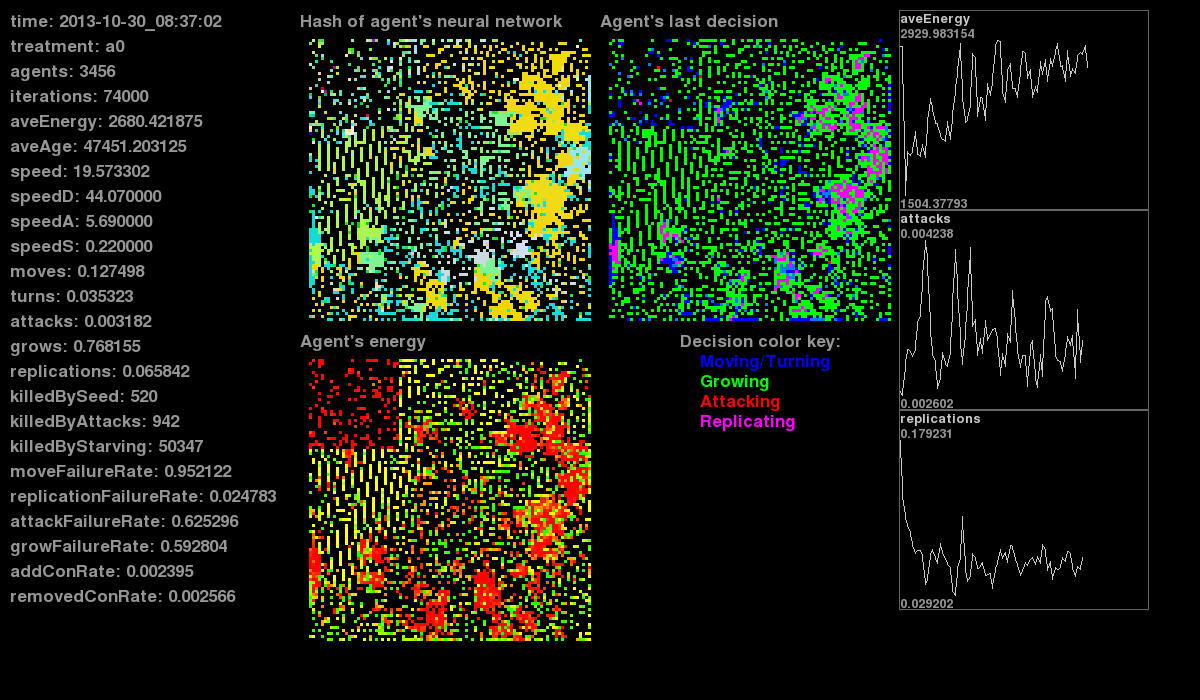 time: 2013-10-30_08:37:02
treatment: a0
agents: 3456
iterations: 74000
aveEnergy: 2680.421875
aveAge: 47451.203125
speed: 19.573302
speedD: 44.070000
speedA: 5.690000
speedS: 0.220000
moves: 0.127498
turns: 0.035323
attacks: 0.003182
grows: 0.768155
replications: 0.065842
killedBySeed: 520
killedByAttacks: 942
killedByStarving: 50347
moveFailureRate: 0.952122
replicationFailureRate: 0.024783
attackFailureRate: 0.625296
growFailureRate: 0.592804
addConRate: 0.002395
removedConRate: 0.002566
Hash of agent's neural network
Agent's last decision
Agent's energy
Decision color key:
Moving/Turning
Growing
Attacking
Replicating
aveEnergy
2929.983154
1504.37793
attacks
0.004238
0.002602
replications
0.179231
0.029202